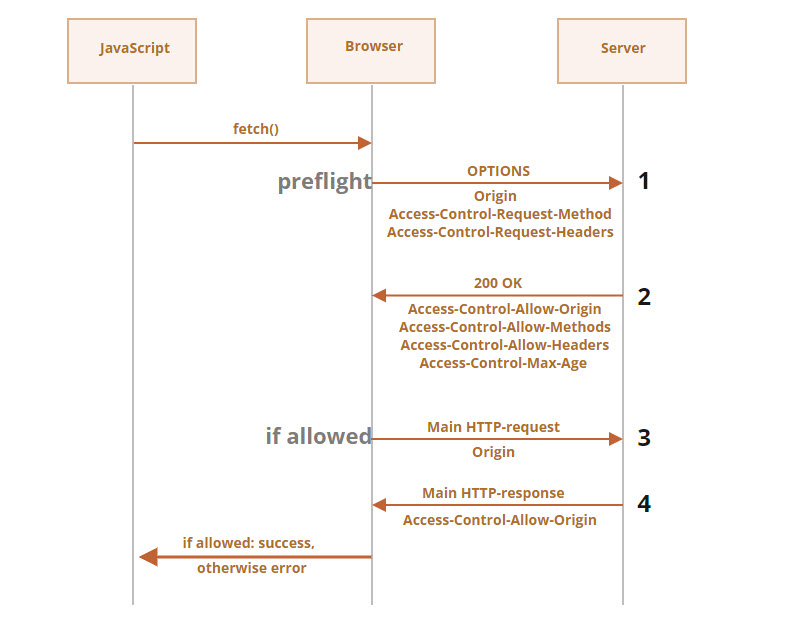 JavaScript
Browser
Server
fetch()
preflight
OPTIONS
1
Origin
Access-Control-Request-Method
Access-Control-Request-Headers
200 OK
2
Access-Control-Allow-Origin
Access-Control-Allow-Methods
Access-Control-Allow-Headers
Access-Control-Max-Age
if allowed
Main HTTP-request
3
Origin
Main HTTP-response
4
Access-Control-Allow-Origin
if allowed: success,
otherwise error